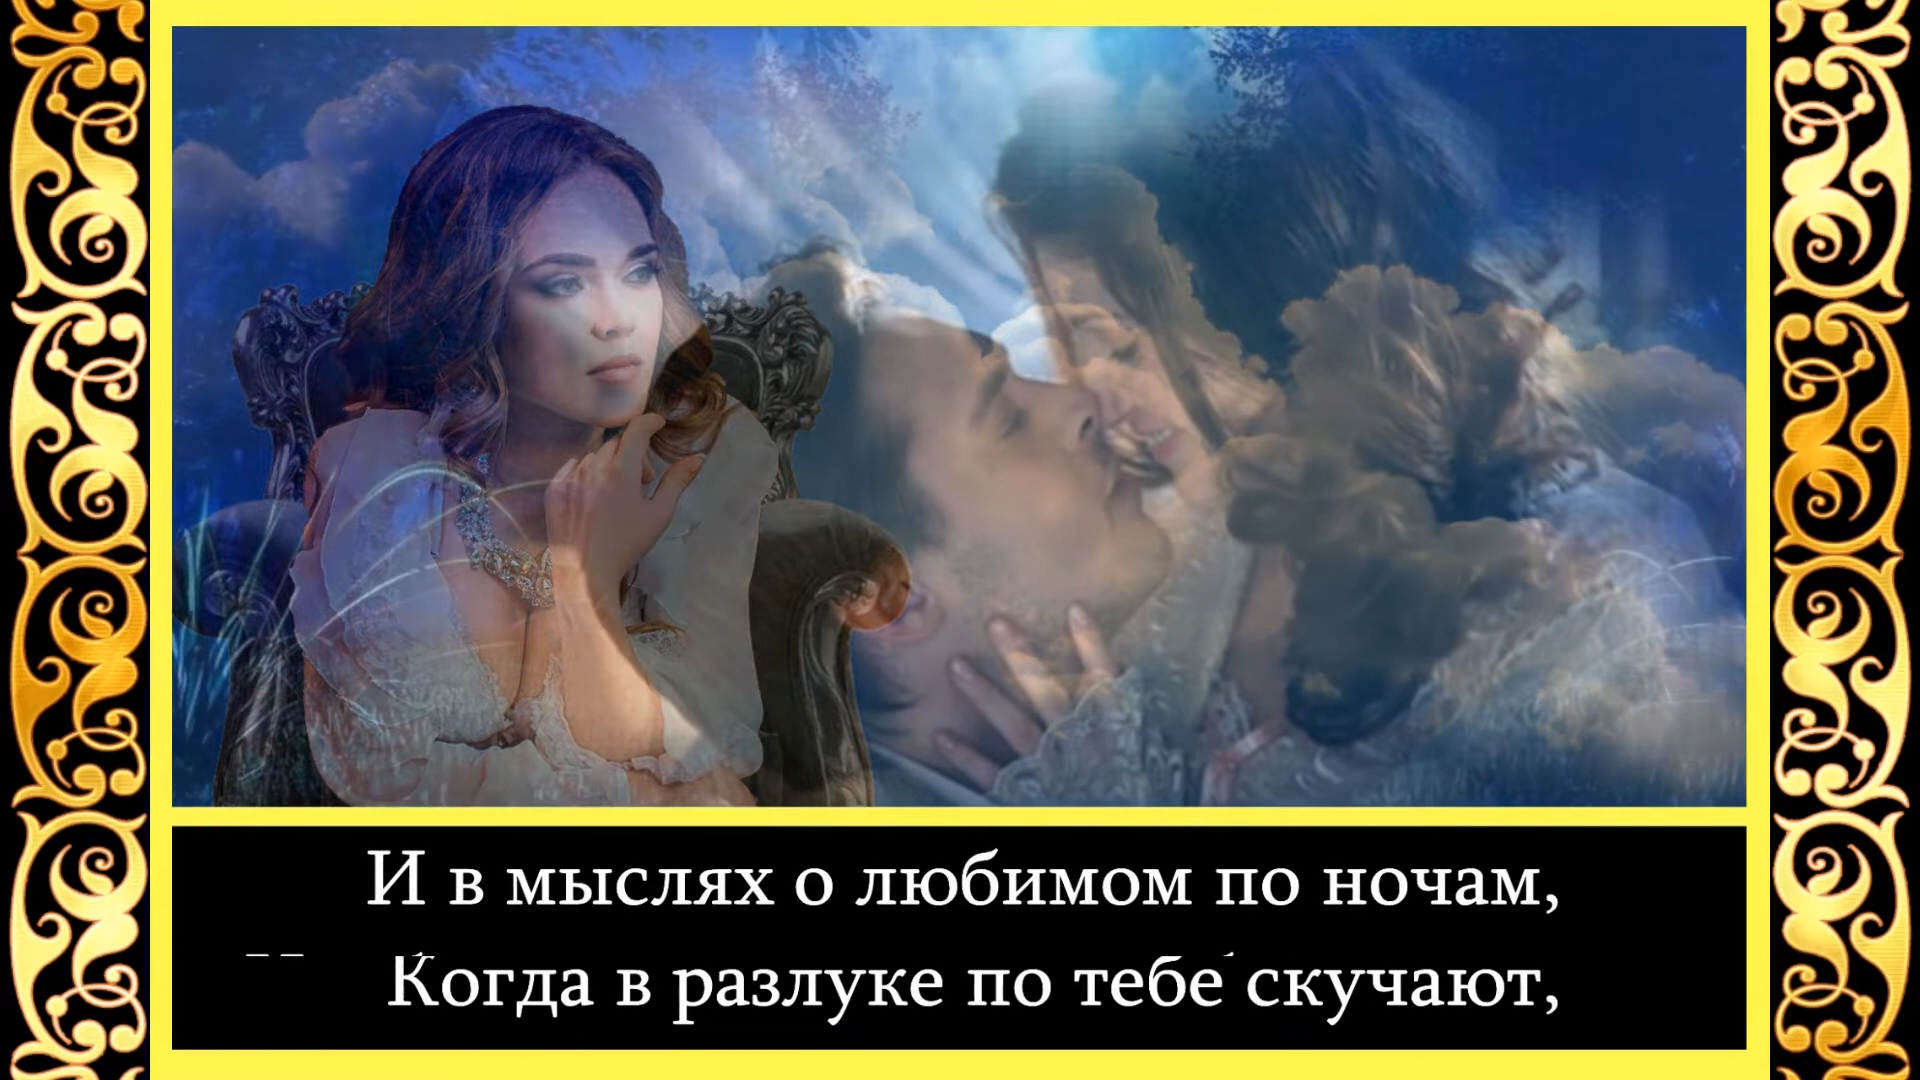 И в мыслях о любимом по ночам,
Когда в разлуке по тебе скучают,